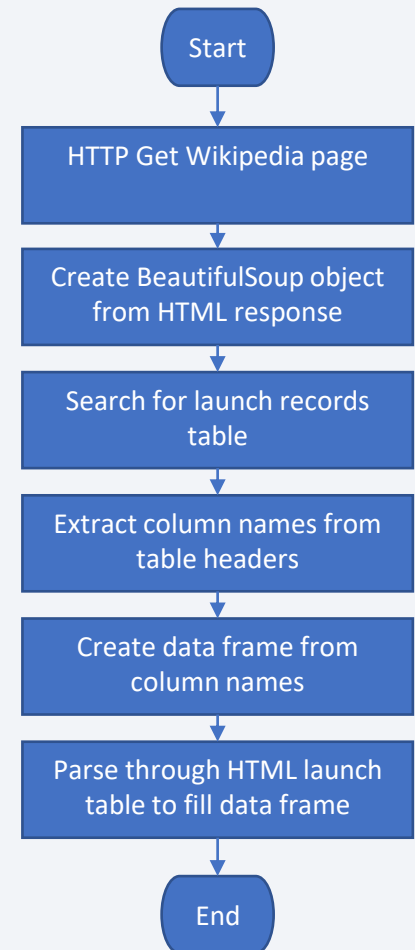 Start
HTTP Get Wikipedia page
Create BeautifulSoup object
from HTML response
Search for launch records
table
Extract column names from
table headers
Create data frame from
column names
Parse through HTML launch
table to fill data frame
End